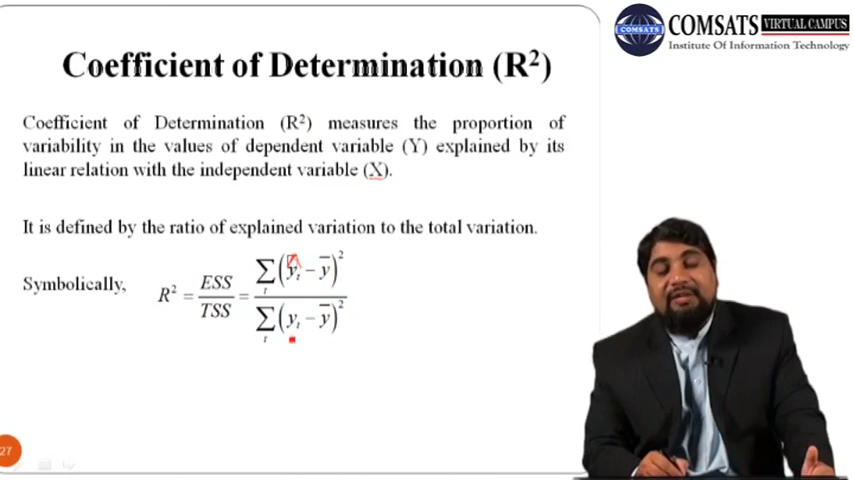 COMSATS VIRTUAL CAMPUS
COMSATS
Institute Of Information Technology
Coefficient of Determination (R²)
Coefficient of Determination (R²) measures the proportion of
variability in the values of dependent variable (Y) explained by its
linear relation with the independent variable (X).
It is defined by the ratio of explained variation to the total variation.
Symbolically, R² = ESS/TSS = ∑ₜ(ŷₜ − ȳ)² / ∑ₜ(yₜ − ȳ)²
27